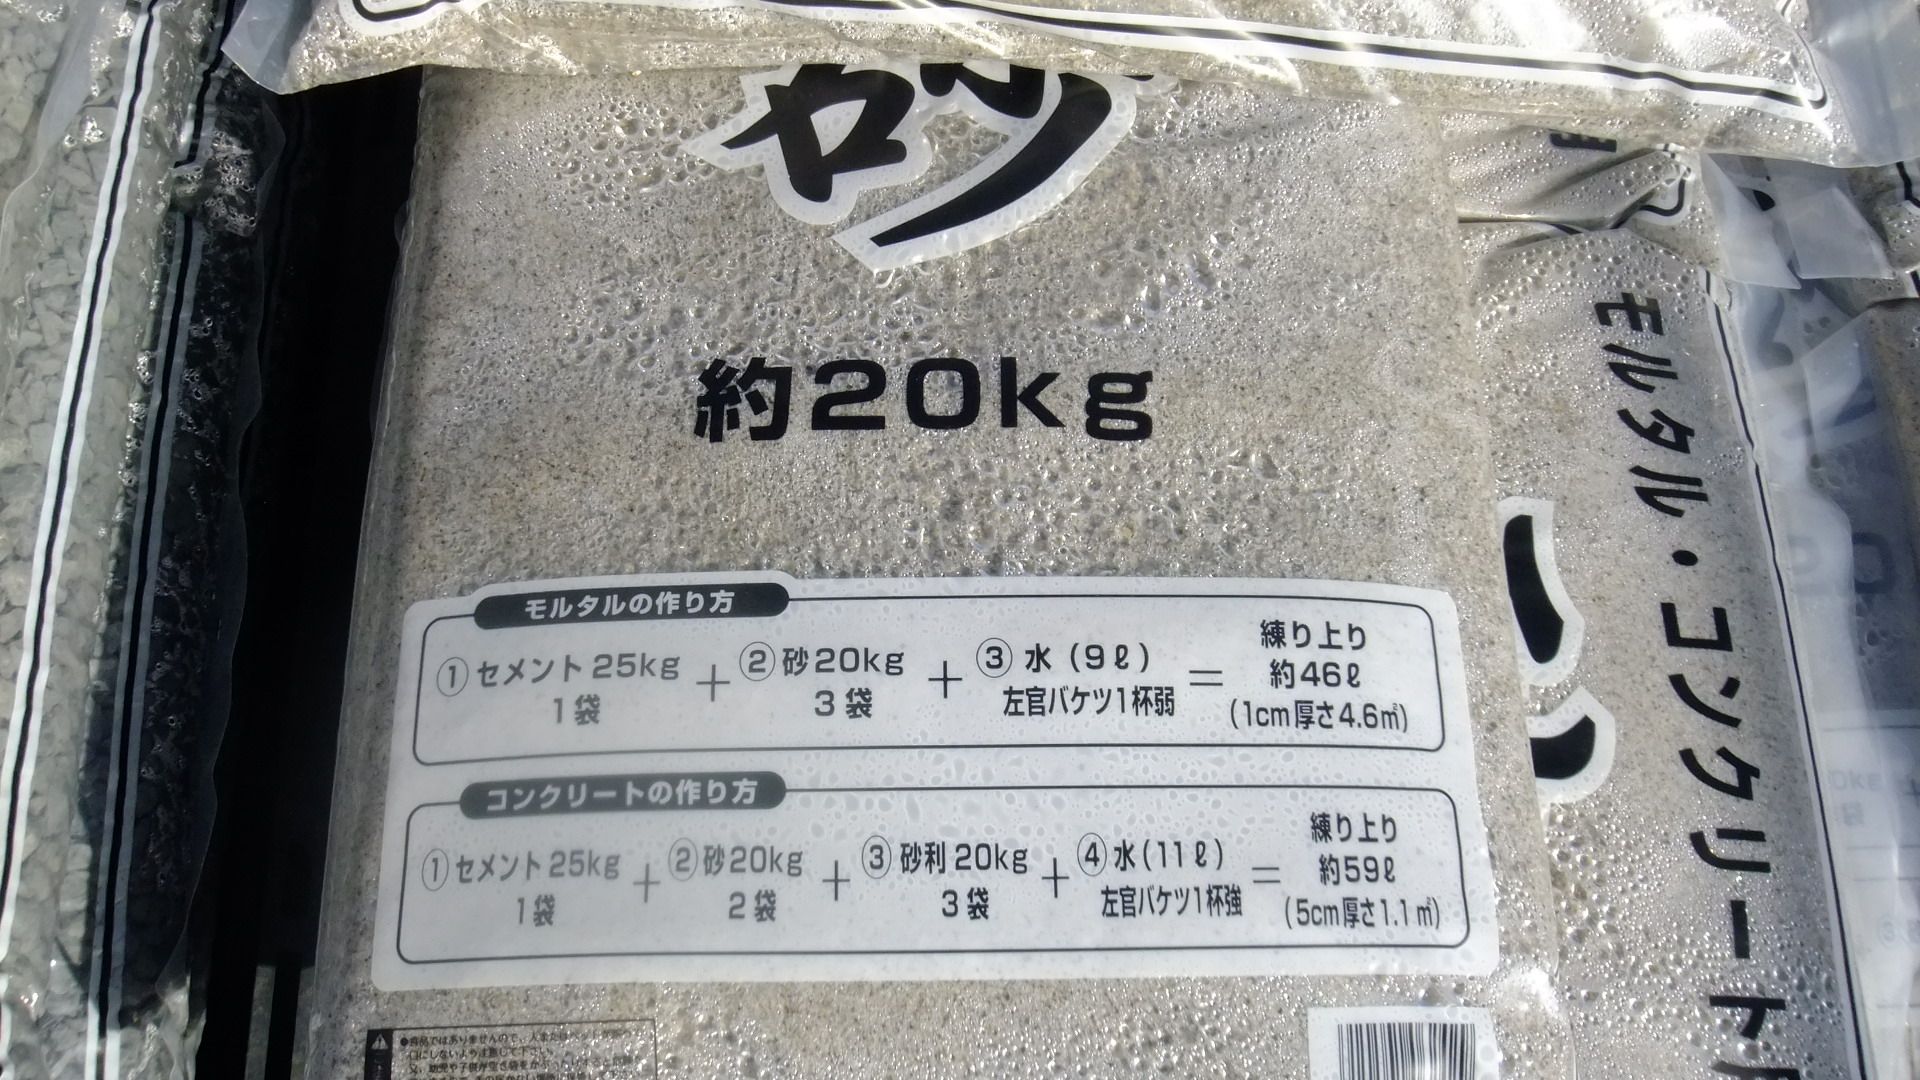 砂
約20kg
モルタルの作り方
①セメント25kg
1袋
+
②砂20kg
3袋
+
③水(9ℓ)
左官バケツ1杯弱
=
練り上り
約46ℓ
(1cm厚さ4.6㎡)
コンクリートの作り方
①セメント25kg
1袋
+
②砂20kg
2袋
+
③砂利20kg
3袋
+
④水(11ℓ)
左官バケツ1杯強
=
練り上り
約59ℓ
(5cm厚さ1.1㎡)
モルタル・コンクリート用